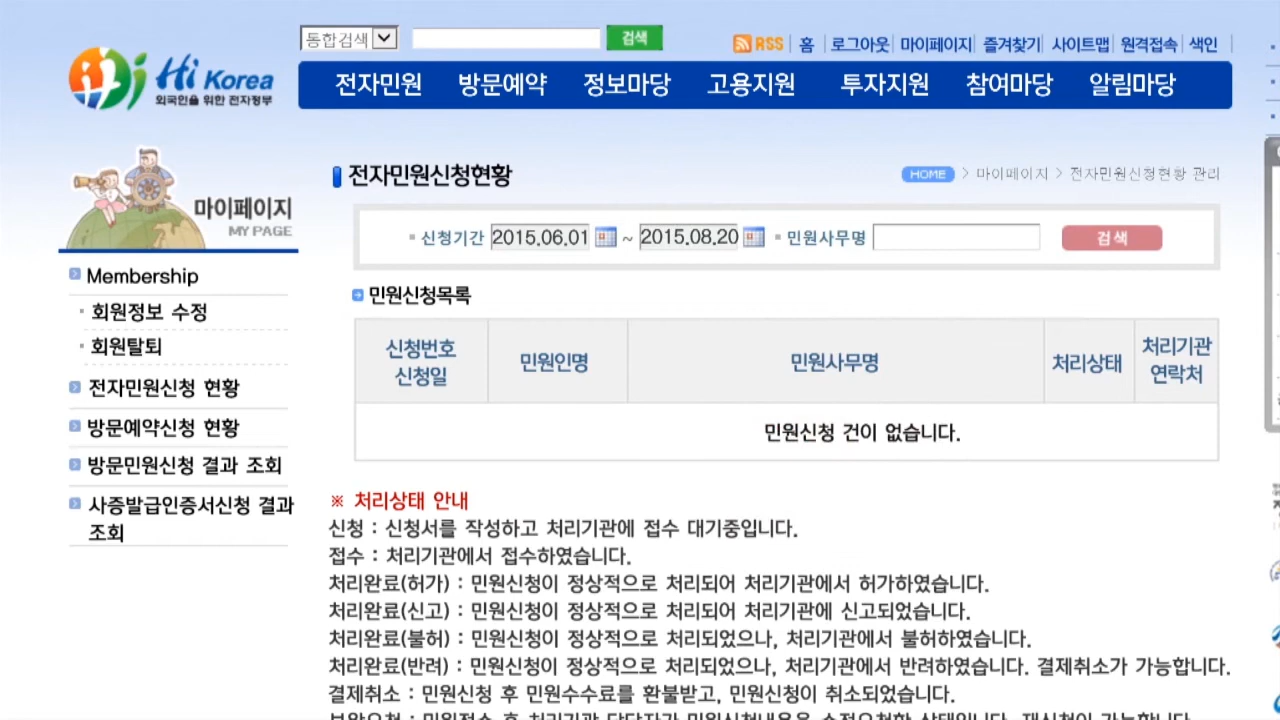 통합검색
검색
RSS 홈 로그아웃 마이페이지 즐겨찾기 사이트맵 원격접속 색인
Hi Korea
외국인을 위한 전자정부
전자민원 방문예약 정보마당 고용지원 투자지원 참여마당 알림마당
마이페이지
MY PAGE
Membership
회원정보 수정
회원탈퇴
전자민원신청 현황
방문예약신청 현황
방문민원신청 결과 조회
사증발급인증서신청 결과
조회
전자민원신청현황
HOME > 마이페이지 > 전자민원신청현황 관리
신청기간 2015.06.01 ~ 2015.08.20 민원사무명 검색
민원신청목록
신청번호 신청일 민원인명 민원사무명 처리상태 처리기관 연락처
민원신청 건이 없습니다.
※ 처리상태 안내
신청 : 신청서를 작성하고 처리기관에 접수 대기중입니다.
접수 : 처리기관에서 접수하였습니다.
처리완료(허가) : 민원신청이 정상적으로 처리되어 처리기관에서 허가하였습니다.
처리완료(신고) : 민원신청이 정상적으로 처리되어 처리기관에 신고되었습니다.
처리완료(불허) : 민원신청이 정상적으로 처리되었으나, 처리기관에서 불허하였습니다.
처리완료(반려) : 민원신청이 정상적으로 처리되었으나, 처리기관에서 반려하였습니다. 결제취소가 가능합니다.
결제취소 : 민원신청 후 민원수수료를 환불받고, 민원신청이 취소되었습니다.